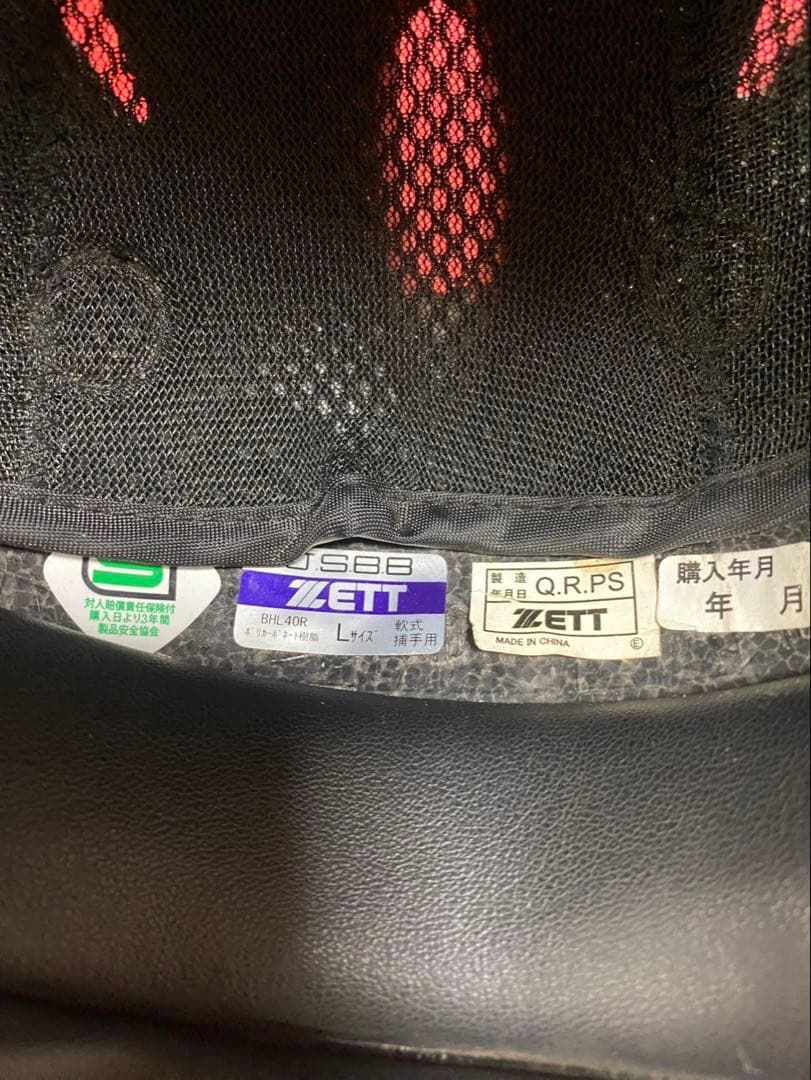 対人賠償責任保険付
購入日より3年間
製品安全協会
J.S.B.B
ZETT
BHL40R
ポリカーボネート樹脂
Lサイズ
軟式
捕手用
製造
年月日
Q.R.PS
ZETT
MADE IN CHINA
Ⓔ
購入年月
年 月